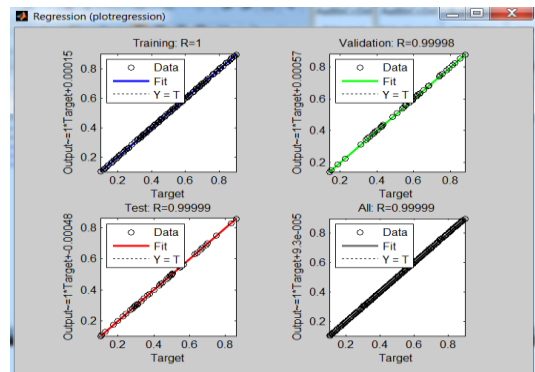 Regression (plotregression)
Training: R=1
Output~=1*Target+0.00015
0.8
0.6
0.4
0.2
Data
Fit
Y = T
0.2 0.4 0.6 0.8
Target
Validation: R=0.99998
Output~=1*Target+0.00057
0.8
0.6
0.4
0.2
Data
Fit
Y = T
0.2 0.4 0.6 0.8
Target
Test: R=0.99999
Output~=1*Target+-0.00048
0.8
0.6
0.4
0.2
Data
Fit
Y = T
0.2 0.4 0.6 0.8
Target
All: R=0.99999
Output~=1*Target+9.3e-005
0.8
0.6
0.4
0.2
Data
Fit
Y = T
0.2 0.4 0.6 0.8
Target